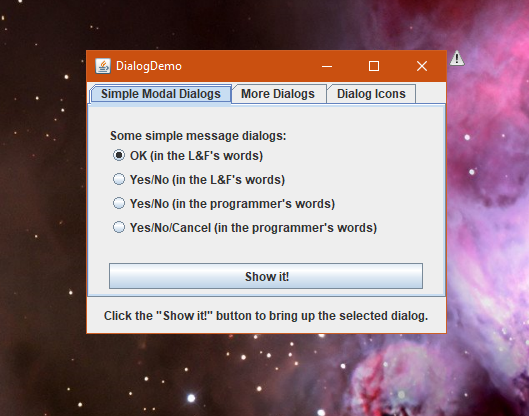 DialogDemo
Simple Modal Dialogs More Dialogs Dialog Icons
Some simple message dialogs:
OK (in the L&F's words)
Yes/No (in the L&F's words)
Yes/No (in the programmer's words)
Yes/No/Cancel (in the programmer's words)
Show it!
Click the "Show it!" button to bring up the selected dialog.